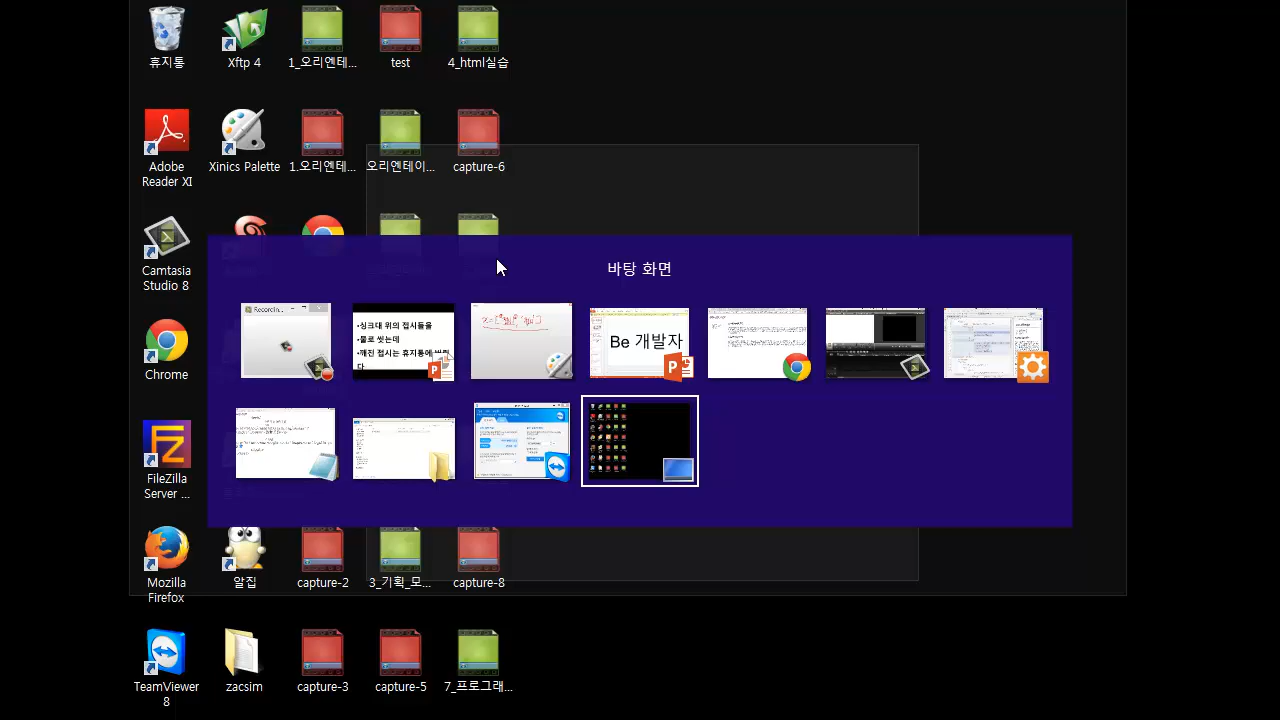 휴지통
Xftp 4
1_오리엔테...
test
4_html실습
Adobe
Reader XI
Xinics Palette
1.오리엔테...
오리엔테이...
capture-6
Camtasia
Studio 8
바탕 화면
Recordin...
•싱크대 위의 접시들을
•물로 씻는데
•깨진 접시는 휴지통에
다
Be 개발자
Chrome
FileZilla
Server ...
Mozilla
Firefox
알집
capture-2
3_기획_모...
capture-8
TeamViewer
8
zacsim
capture-3
capture-5
7_프로그래...